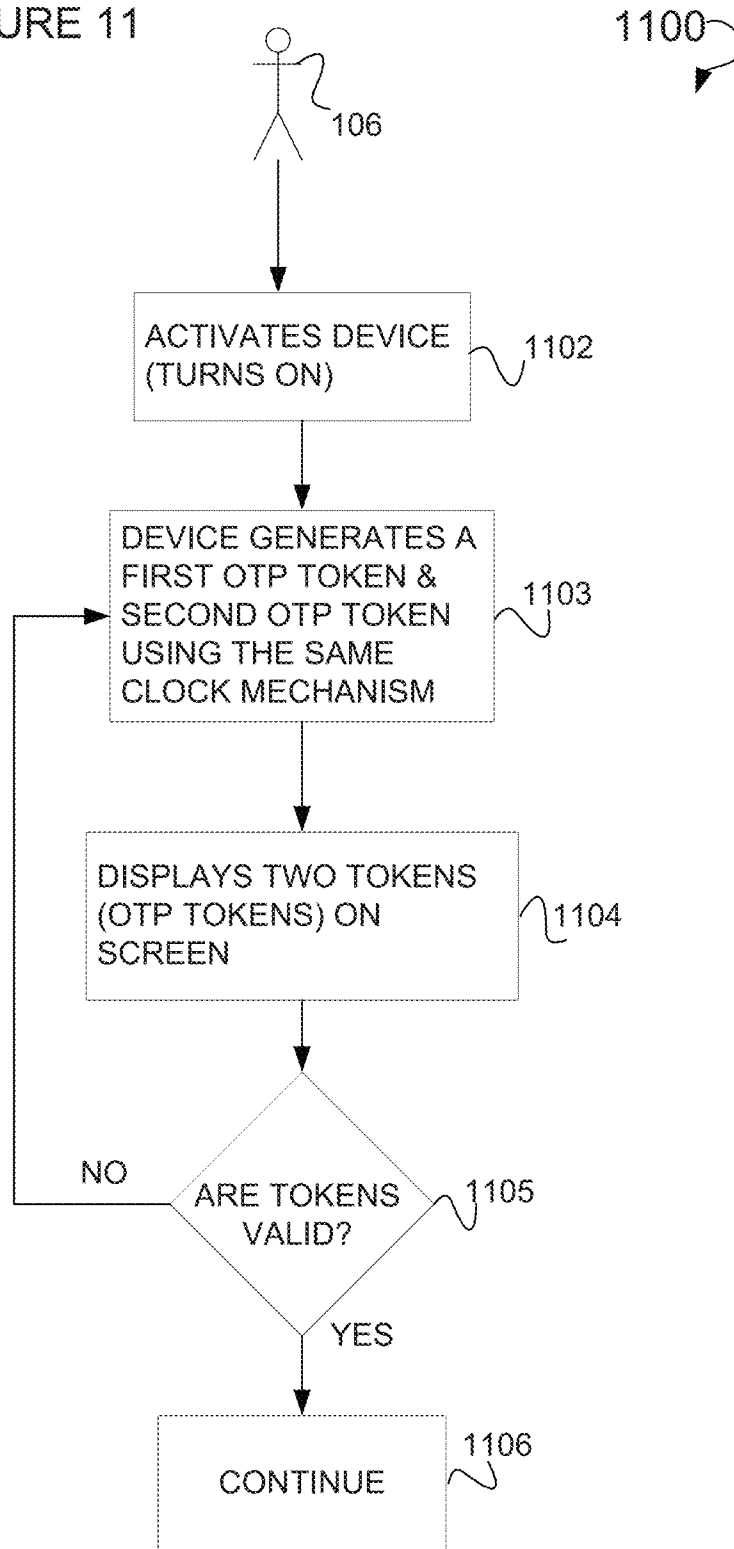 URE 11
1100
106
ACTIVATES DEVICE
(TURNS ON)
1102
DEVICE GENERATES A
FIRST OTP TOKEN &
SECOND OTP TOKEN
USING THE SAME
CLOCK MECHANISM
1103
DISPLAYS TWO TOKENS
(OTP TOKENS) ON
SCREEN
1104
NO
ARE TOKENS
VALID?
1105
YES
CONTINUE
1106